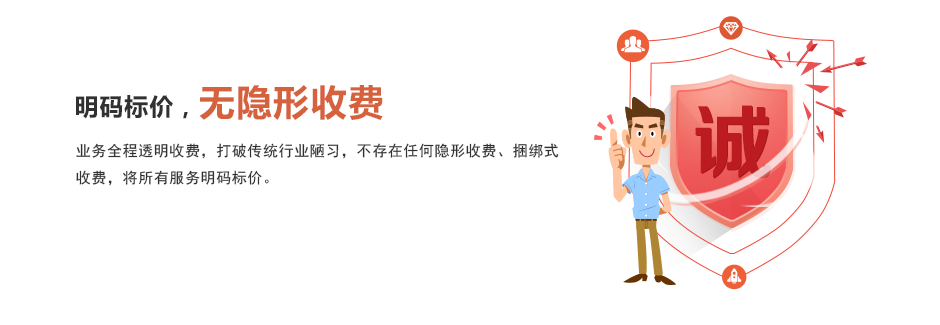 明码标价，无隐形收费
业务全程透明收费，打破传统行业陋习，不存在任何隐形收费、捆绑式
收费，将所有服务明码标价。
诚